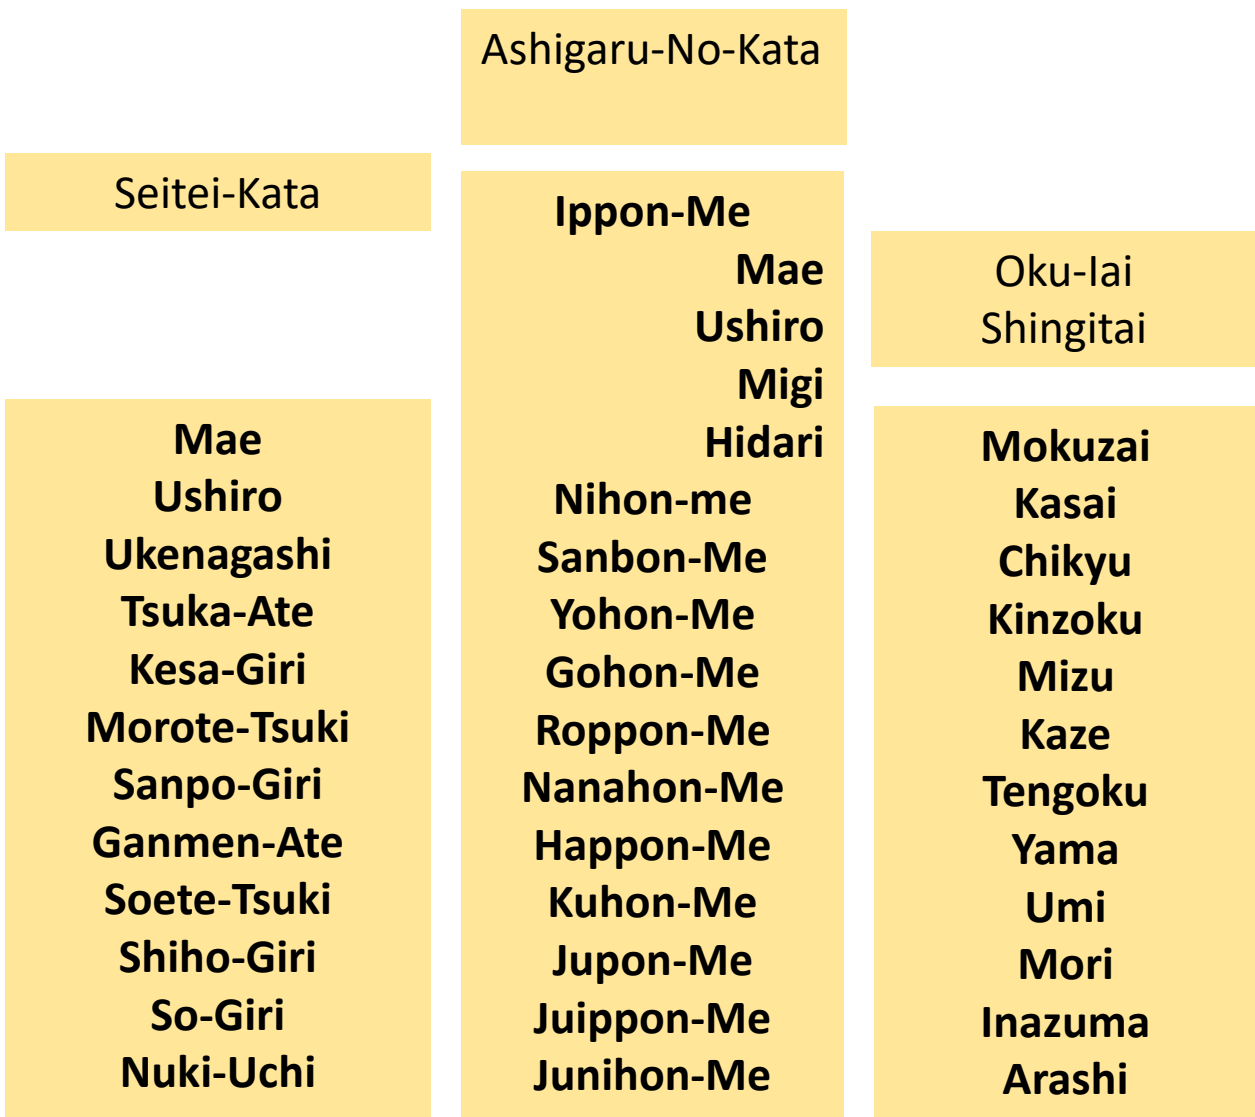 Ashigaru-No-Kata
Seitei-Kata
Oku-Iai
Shingitai
Mae
Ushiro
Ukenagashi
Tsuka-Ate
Kesa-Giri
Morote-Tsuki
Sanpo-Giri
Ganmen-Ate
Soete-Tsuki
Shiho-Giri
So-Giri
Nuki-Uchi
Ippon-Me
Mae
Ushiro
Migi
Hidari
Nihon-me
Sanbon-Me
Yohon-Me
Gohon-Me
Roppon-Me
Nanahon-Me
Happon-Me
Kuhon-Me
Jupon-Me
Juippon-Me
Junihon-Me
Mokuzai
Kasai
Chikyu
Kinzoku
Mizu
Kaze
Tengoku
Yama
Umi
Mori
Inazuma
Arashi